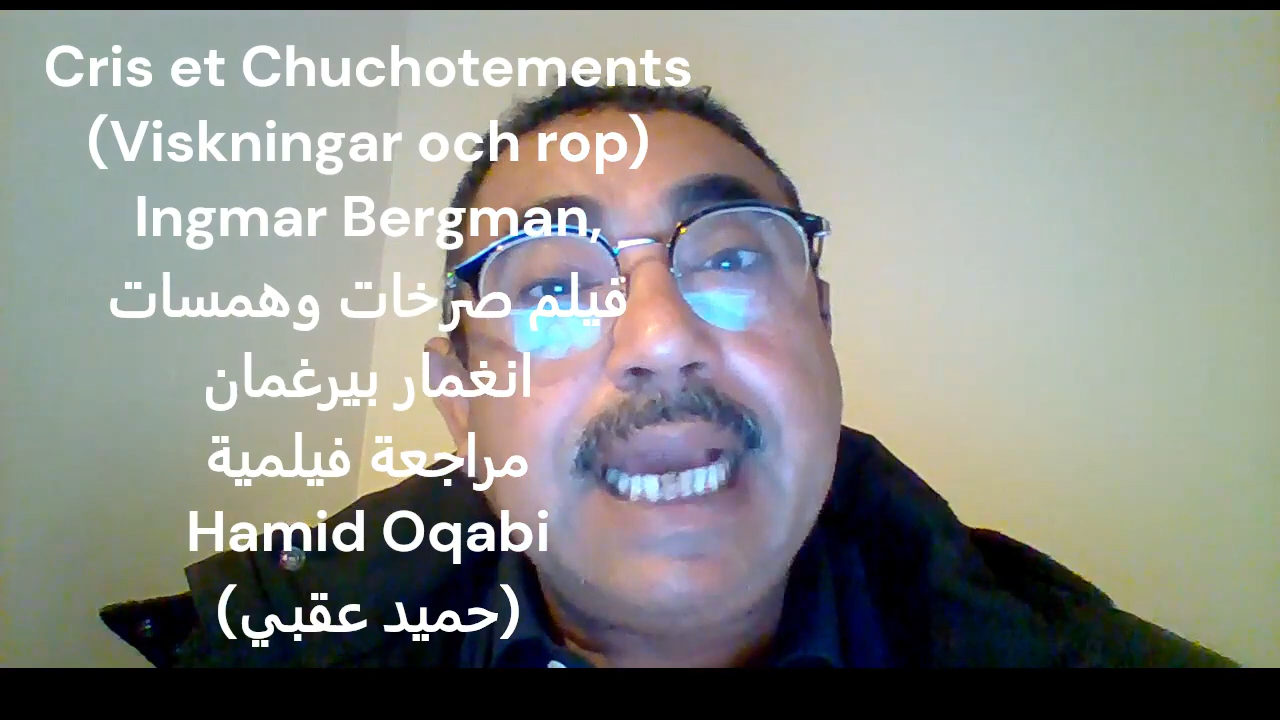 Cris et Chuchotements
(Viskningar och rop)
Ingmar Bergman,
فيلم صرخات وهمسات
انغمار بيرغمان
مراجعة فيلمية
Hamid Oqabi
(حميد عقبي)